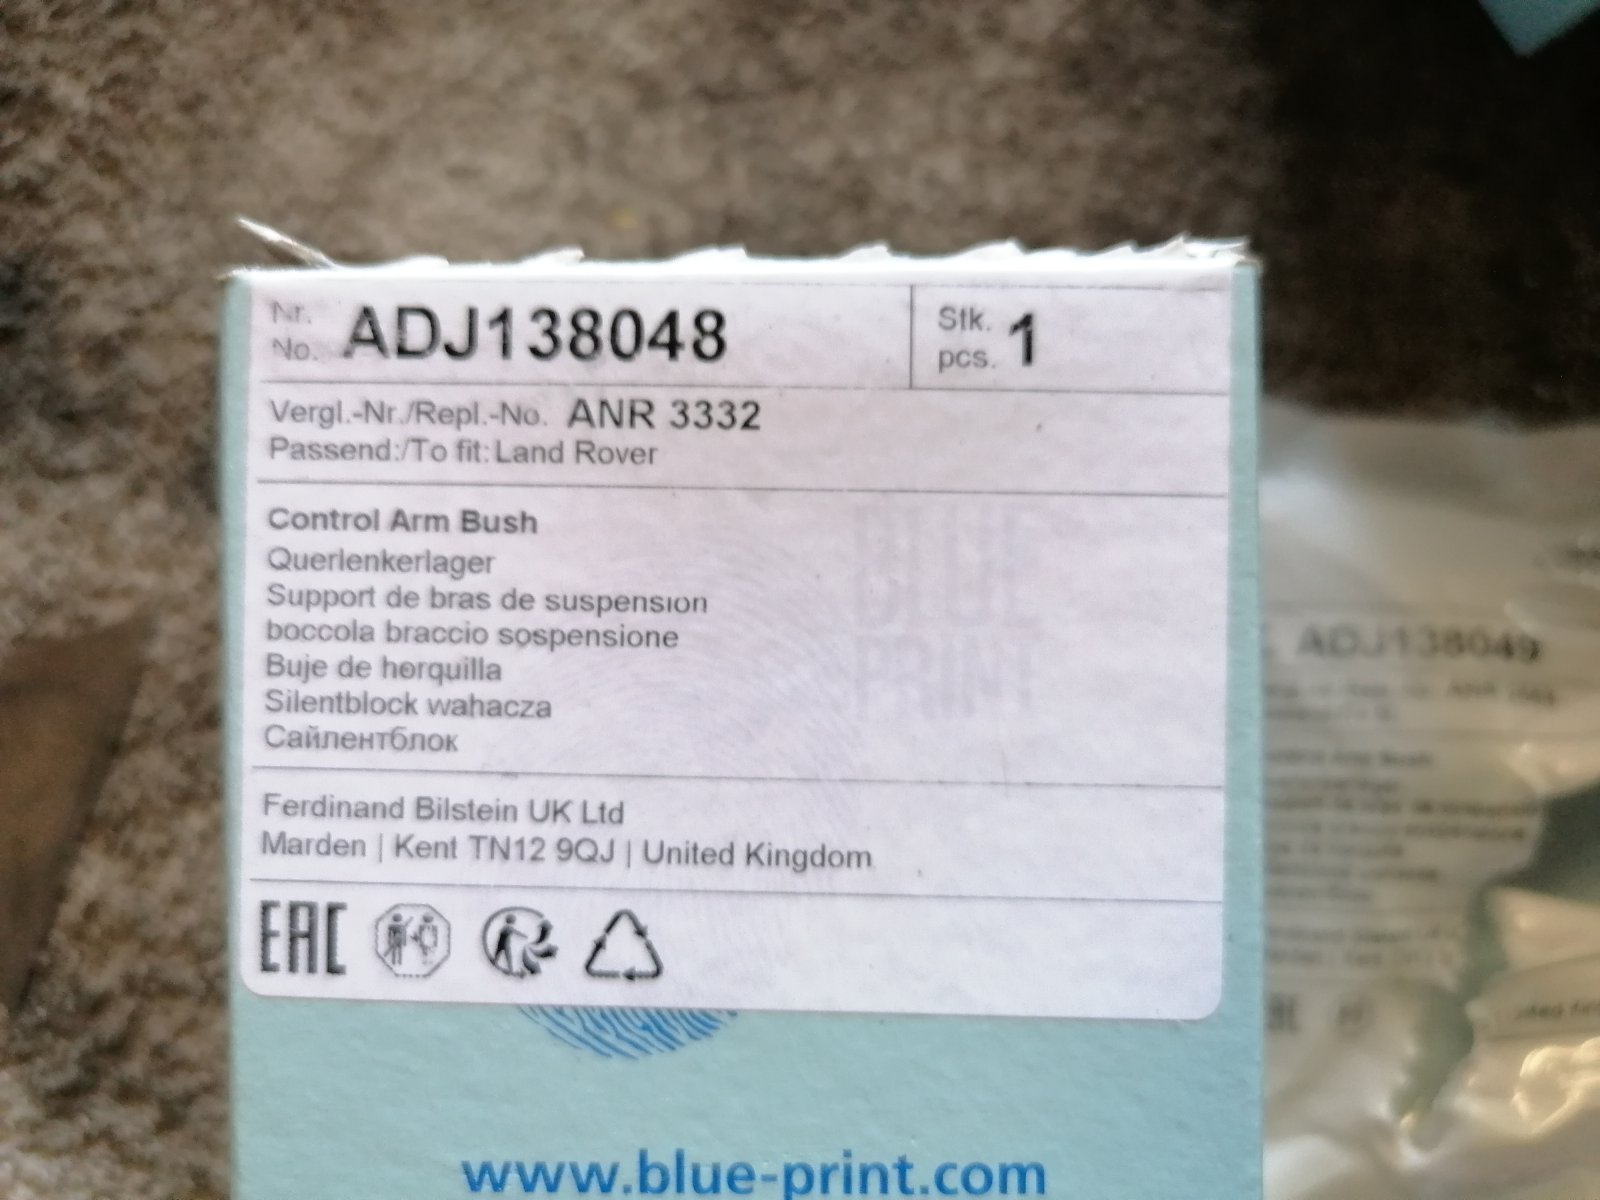 Nr.
No. ADJ138048
Stk.
pcs. 1
Vergl.-Nr./Repl.-No. ANR 3332
Passend:/To fit: Land Rover
Control Arm Bush
Querlenkerlager
Support de bras de suspension
boccola braccio sospensione
Buje de horquilla
Silentblock wahacza
Сайлентблок
BLUE
PRINT
Ferdinand Bilstein UK Ltd
Marden | Kent TN12 9QJ | United Kingdom
EAC
www.blue-print.com
ADJ138049